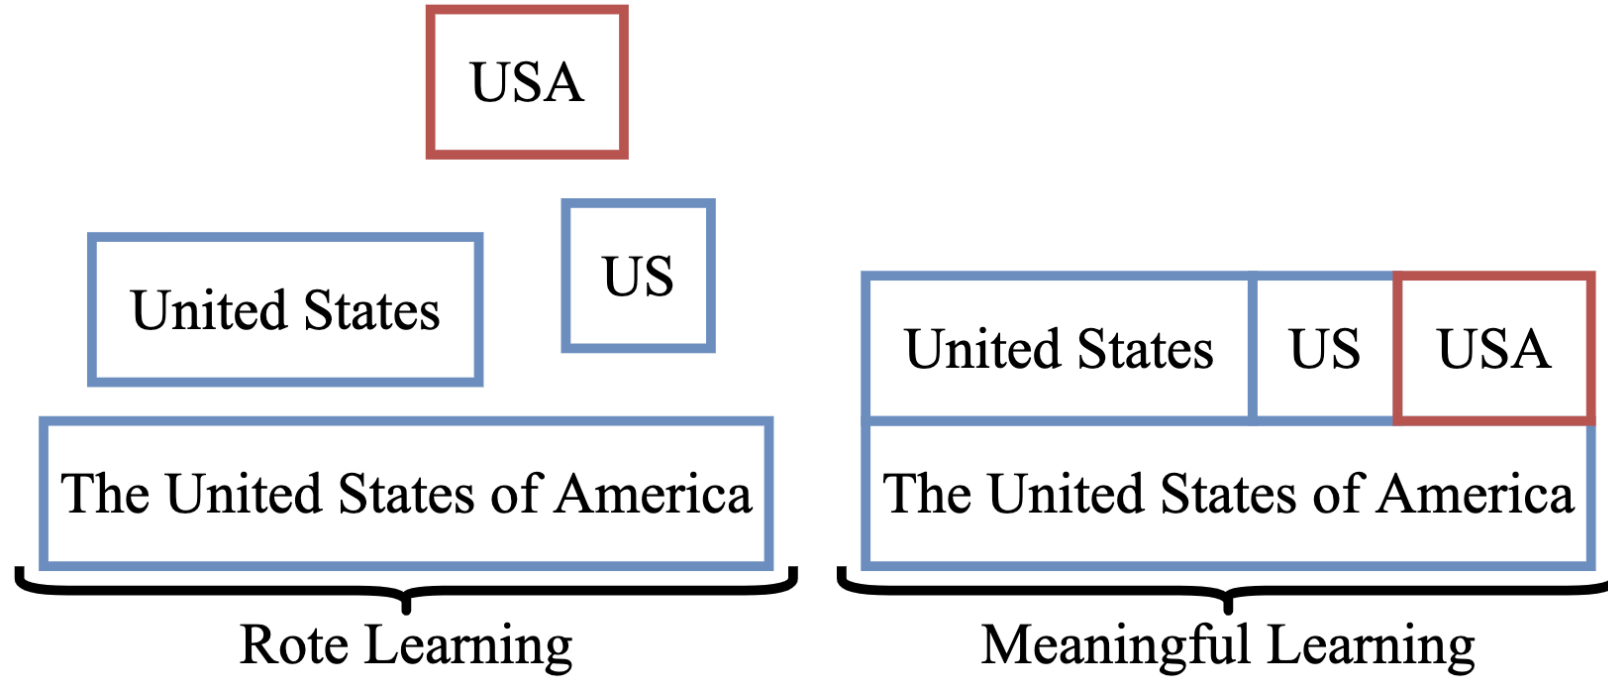 USA
US
United States
The United States of America
Rote Learning
United States
US
USA
The United States of America
Meaningful Learning